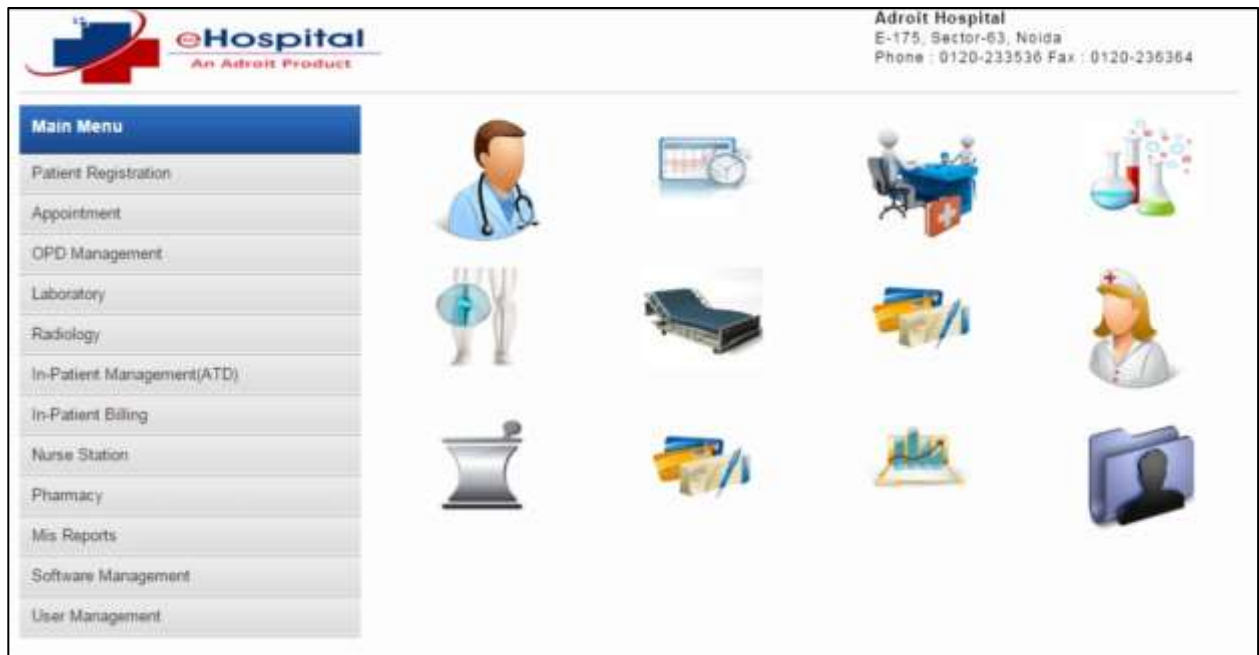 eHospital
An Adroit Product
Adroit Hospital
E-175, Sector-63, Noida
Phone : 0120-233536 Fax : 0120-236364
Main Menu
Patient Registration
Appointment
OPD Management
Laboratory
Radiology
In-Patient Management(ATD)
In-Patient Billing
Nurse Station
Pharmacy
Mis Reports
Software Management
User Management